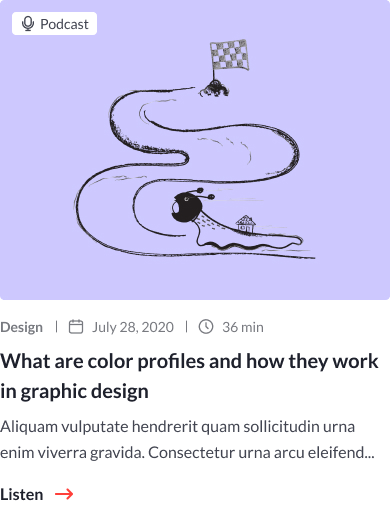 Podcast
Design | July 28, 2020 | 36 min
What are color profiles and how they work
in graphic design
Aliquam vulputate hendrerit quam sollicitudin urna
enim viverra gravida. Consectetur urna arcu eleifend...
Listen